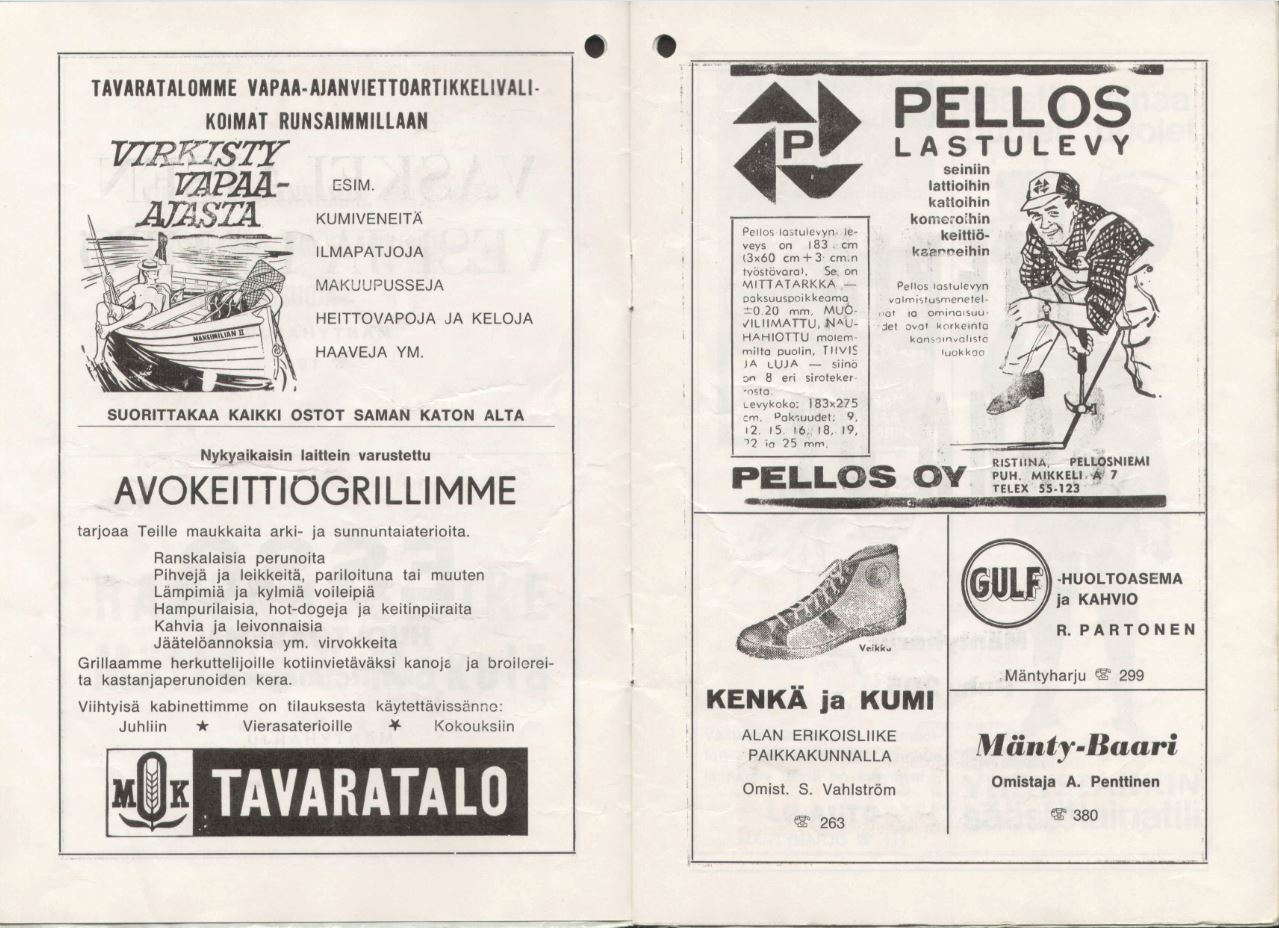 TAVARATALOMME VAPAA-AJANVIETTOARTIKKELIVALI-
KOIMAT RUNSAIMMILLAAN
VIRKISTY
VAPAA-
AJASTA
MAKSIMILIAN II
ESIM.
KUMIVENEITÄ
ILMAPATJOJA
MAKUUPUSSEJA
HEITTOVAPOJA JA KELOJA
HAAVEJA YM.
SUORITTAKAA KAIKKI OSTOT SAMAN KATON ALTA
Nykyaikaisin laittein varustettu
AVOKEITTIÖGRILLIMME
tarjoaa Teille maukkaita arki- ja sunnuntaiaterioita.
Ranskalaisia perunoita
Pihvejä ja leikkeitä, pariloituna tai muuten
Lämpimiä ja kylmiä voileipiä
Hampurilaisia, hot-dogeja ja keitinpiiraita
Kahvia ja leivonnaisia
Jäätelöannoksia ym. virvokkeita
Grillaamme herkuttelijoille kotiinvietäväksi kanoja ja broilerei-
ta kastanjaperunoiden kera.
Viihtyisä kabinettimme on tilauksesta käytettävissänne:
Juhliin ★ Vierasaterioille ★ Kokouksiin
MK TAVARATALO
P
PELLOS
LASTULEVY
seiniin
lattioihin
kattoihin
komeroihin
keittiö-
kaappeihin
Pellos lastulevyn le-
veys on 183 cm
(3x60 cm + 3 cm:n
työstövara). Se on
MITTATARKKA —
paksuuspoikkeama
±0.20 mm, MUO-
VILIIMATTU, NAU-
HAHIOTTU molem-
milta puolin, TIIVIS
JA LUJA — siinä
on 8 eri siroteker-
rosta.
Levykoko: 183x275
cm. Paksuudet: 9,
12, 15, 16, 18, 19,
22 ja 25 mm.
Pellos lastulevyn
valmistusmenetel-
mät ja ominaisuu-
det ovat korkeinta
kansainvälistä
luokkaa
PELLOS OY
RISTIINA, PELLOSNIEMI
PUH. MIKKELI A 7
TELEX 55-123
Veikku
KENKÄ ja KUMI
ALAN ERIKOISLIIKE
PAIKKAKUNNALLA
Omist. S. Vahlström
☏ 263
GULF -HUOLTOASEMA
ja KAHVIO
R. PARTONEN
Mäntyharju ☏ 299
Mänty-Baari
Omistaja A. Penttinen
☏ 380